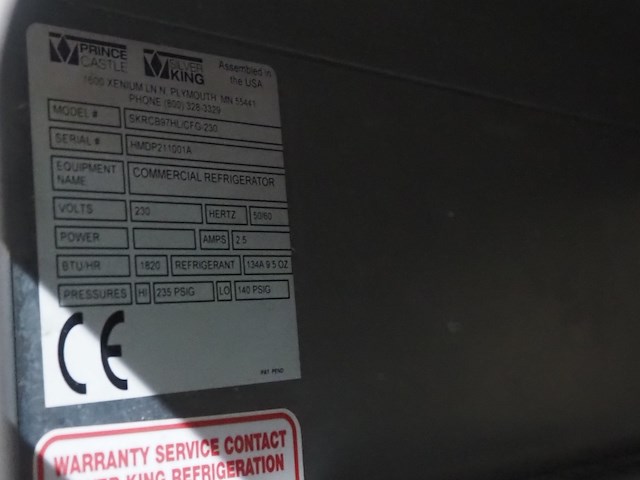 PRINCE CASTLE SILVER KING Assembled in the USA
1600 XENIUM LN N. PLYMOUTH, MN 55441
PHONE (800) 328-3329
MODEL # SKRCB97HL/CFG-230
SERIAL # HMDP211001A
EQUIPMENT NAME COMMERCIAL REFRIGERATOR
VOLTS 230 HERTZ 50/60
POWER AMPS 2.5
BTU/HR 1820 REFRIGERANT 134A 9.5 OZ
PRESSURES HI 235 PSIG LO 140 PSIG
CE
PAT PEND
WARRANTY SERVICE CONTACT
KING REFRIGERATION